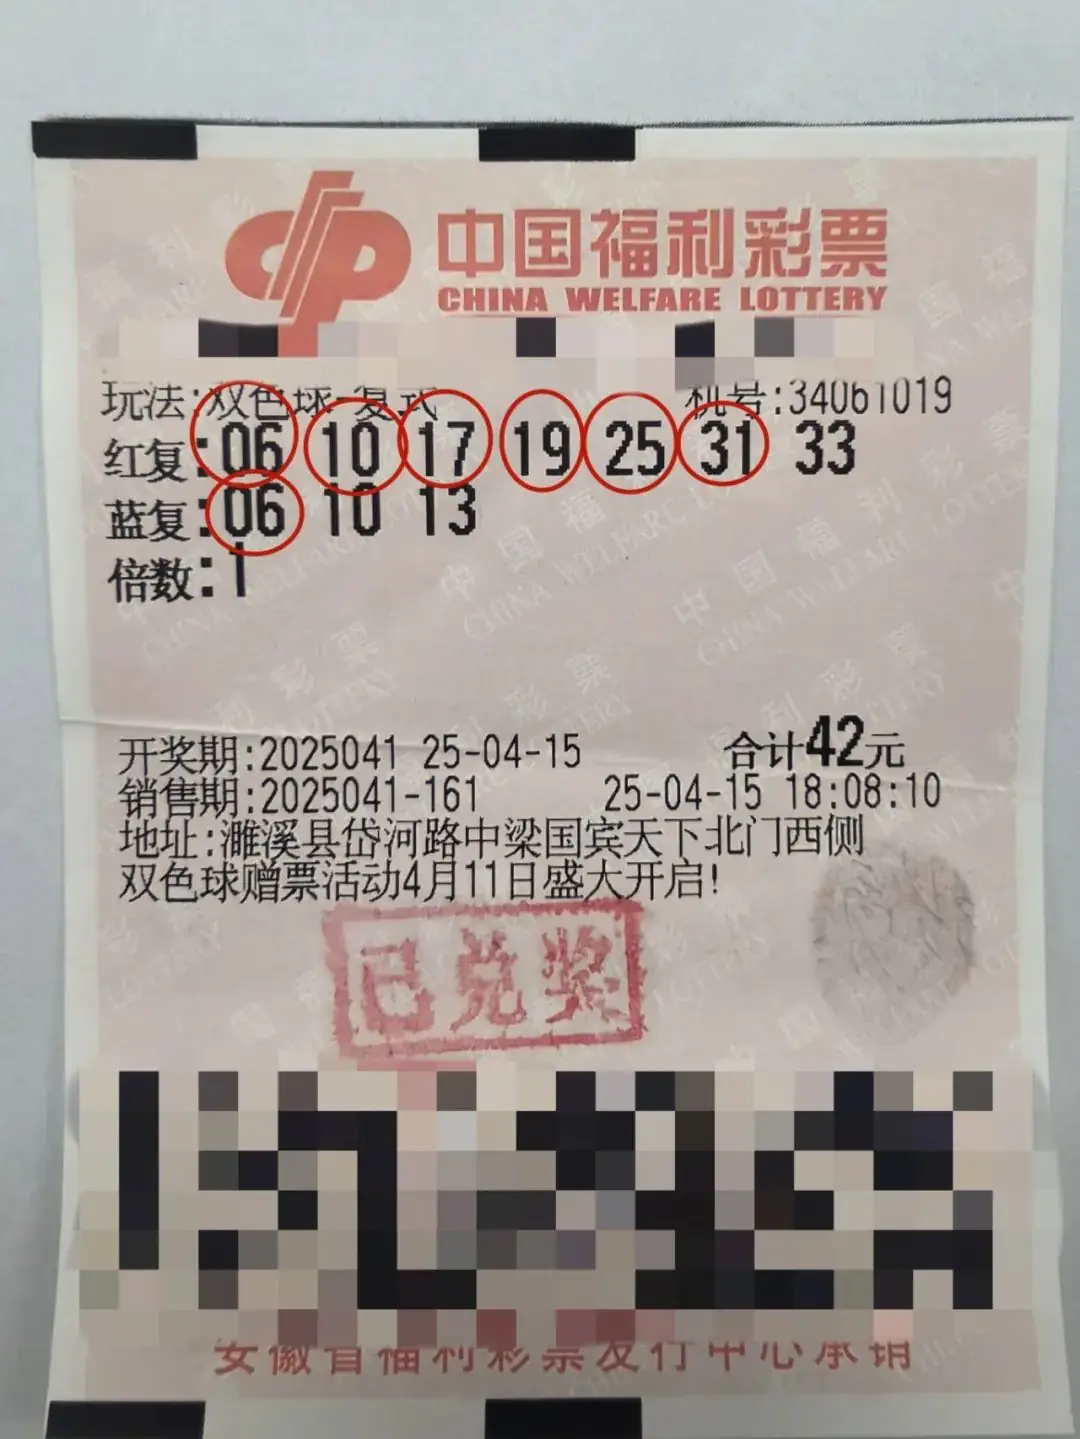 中国福利彩票
CHINA WELFARE LOTTERY
玩法:双色球-复式 机号:34061019
红复:06 10 17 19 25 31 33
蓝复:06 10 13
倍数:1
开奖期:2025041 25-04-15 合计42元
销售期:2025041-161 25-04-15 18:08:10
地址:濉溪县岱河路中梁国宾天下北门西侧
双色球赠票活动4月11日盛大开启!
已兑奖
安徽省福利彩票发行中心承销